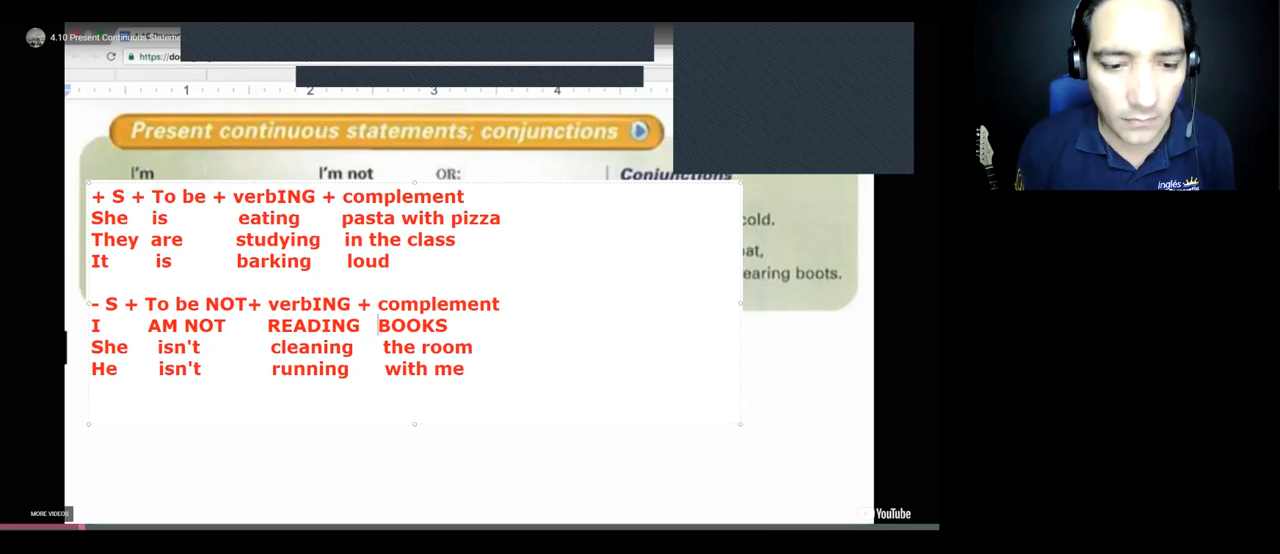 4.10 Present Continuous Stateme
https://do
1 2 3 4
Present continuous statements; conjunctions
I'm I'm not OR: Conjunctions
+ S + To be + verbING + complement
She is eating pasta with pizza
cold.
They are studying in the class
at,
It is barking loud
earing boots.
- S + To be NOT+ verbING + complement
I AM NOT READING BOOKS
She isn't cleaning the room
He isn't running with me
MORE VIDEOS
YouTube
inglés